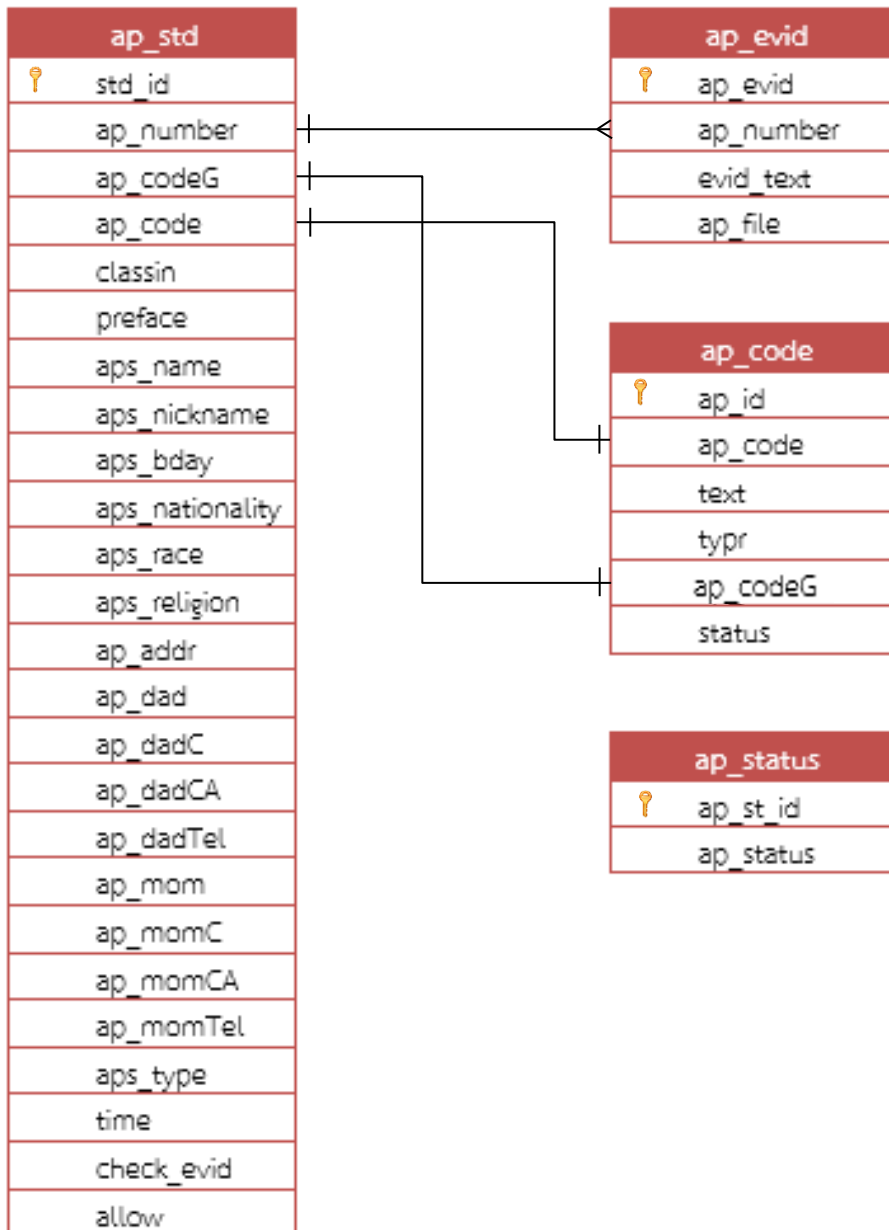 ap_std
std_id
ap_number
ap_codeG
ap_code
classin
preface
aps_name
aps_nickname
aps_bday
aps_nationality
aps_race
aps_religion
ap_addr
ap_dad
ap_dadC
ap_dadCA
ap_dadTel
ap_mom
ap_momC
ap_momCA
ap_momTel
aps_type
time
check_evid
allow
ap_evid
ap_evid
ap_number
evid_text
ap_file
ap_code
ap_id
ap_code
text
typr
ap_codeG
status
ap_status
ap_st_id
ap_status